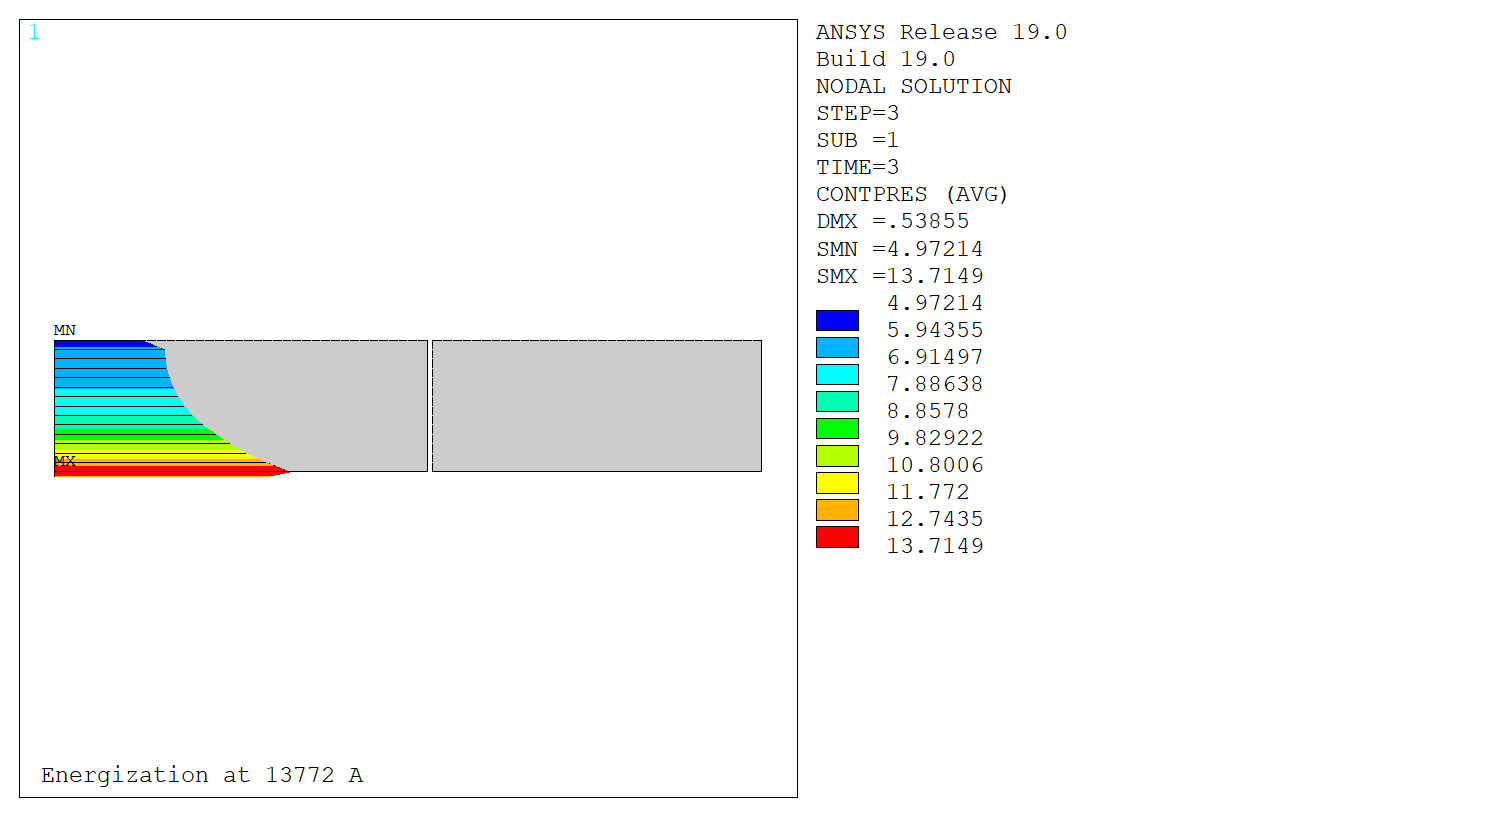 1
ANSYS Release 19.0
Build 19.0
NODAL SOLUTION
STEP=3
SUB =1
TIME=3
CONTPRES (AVG)
DMX =.53855
SMN =4.97214
SMX =13.7149
4.97214
5.94355
6.91497
7.88638
8.8578
9.82922
10.8006
11.772
12.7435
13.7149
MN
MX
Energization at 13772 A